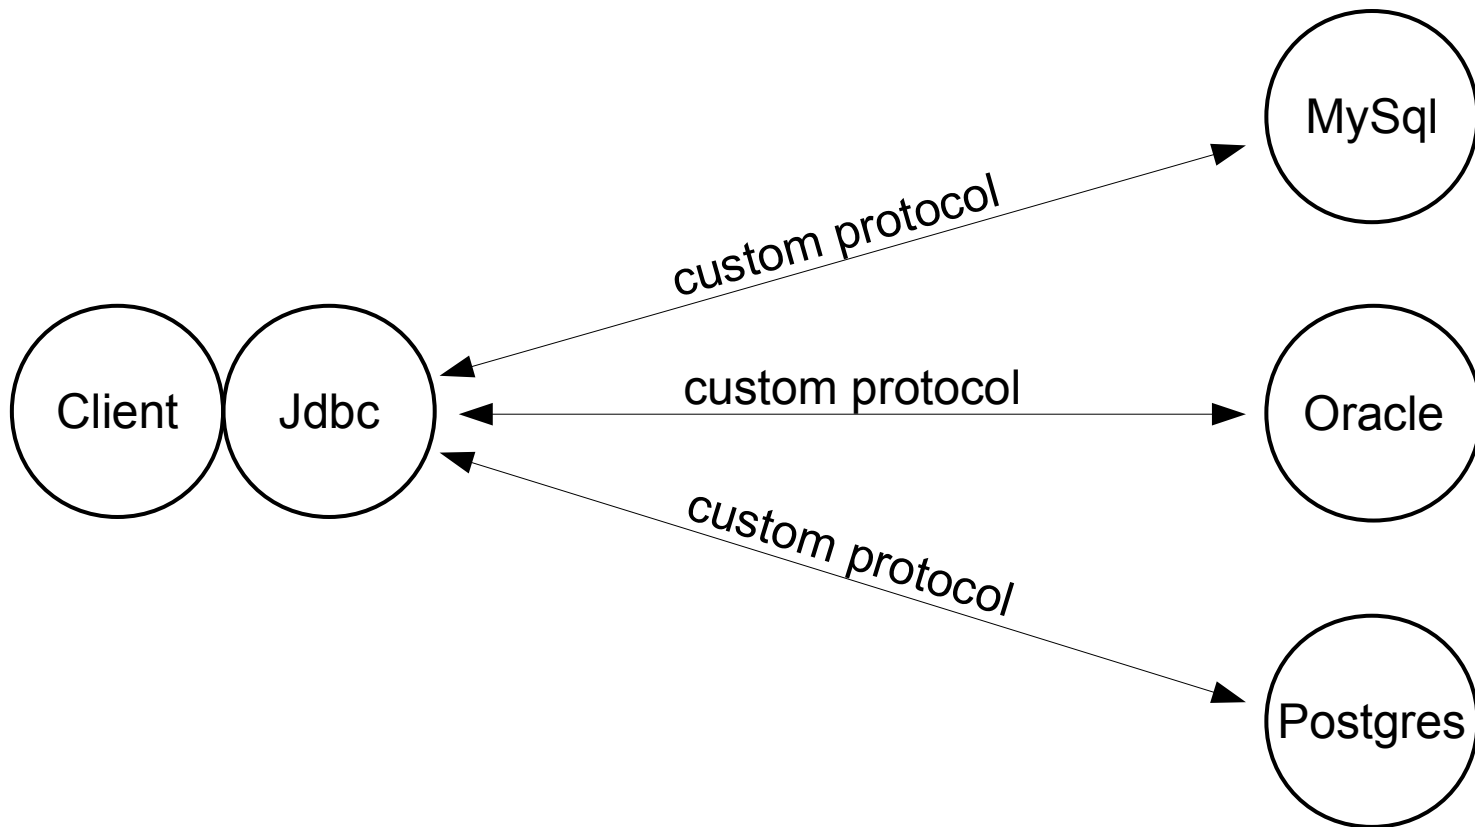 MySql
custom protocol
Client
Jdbc
custom protocol
Oracle
custom protocol
Postgres